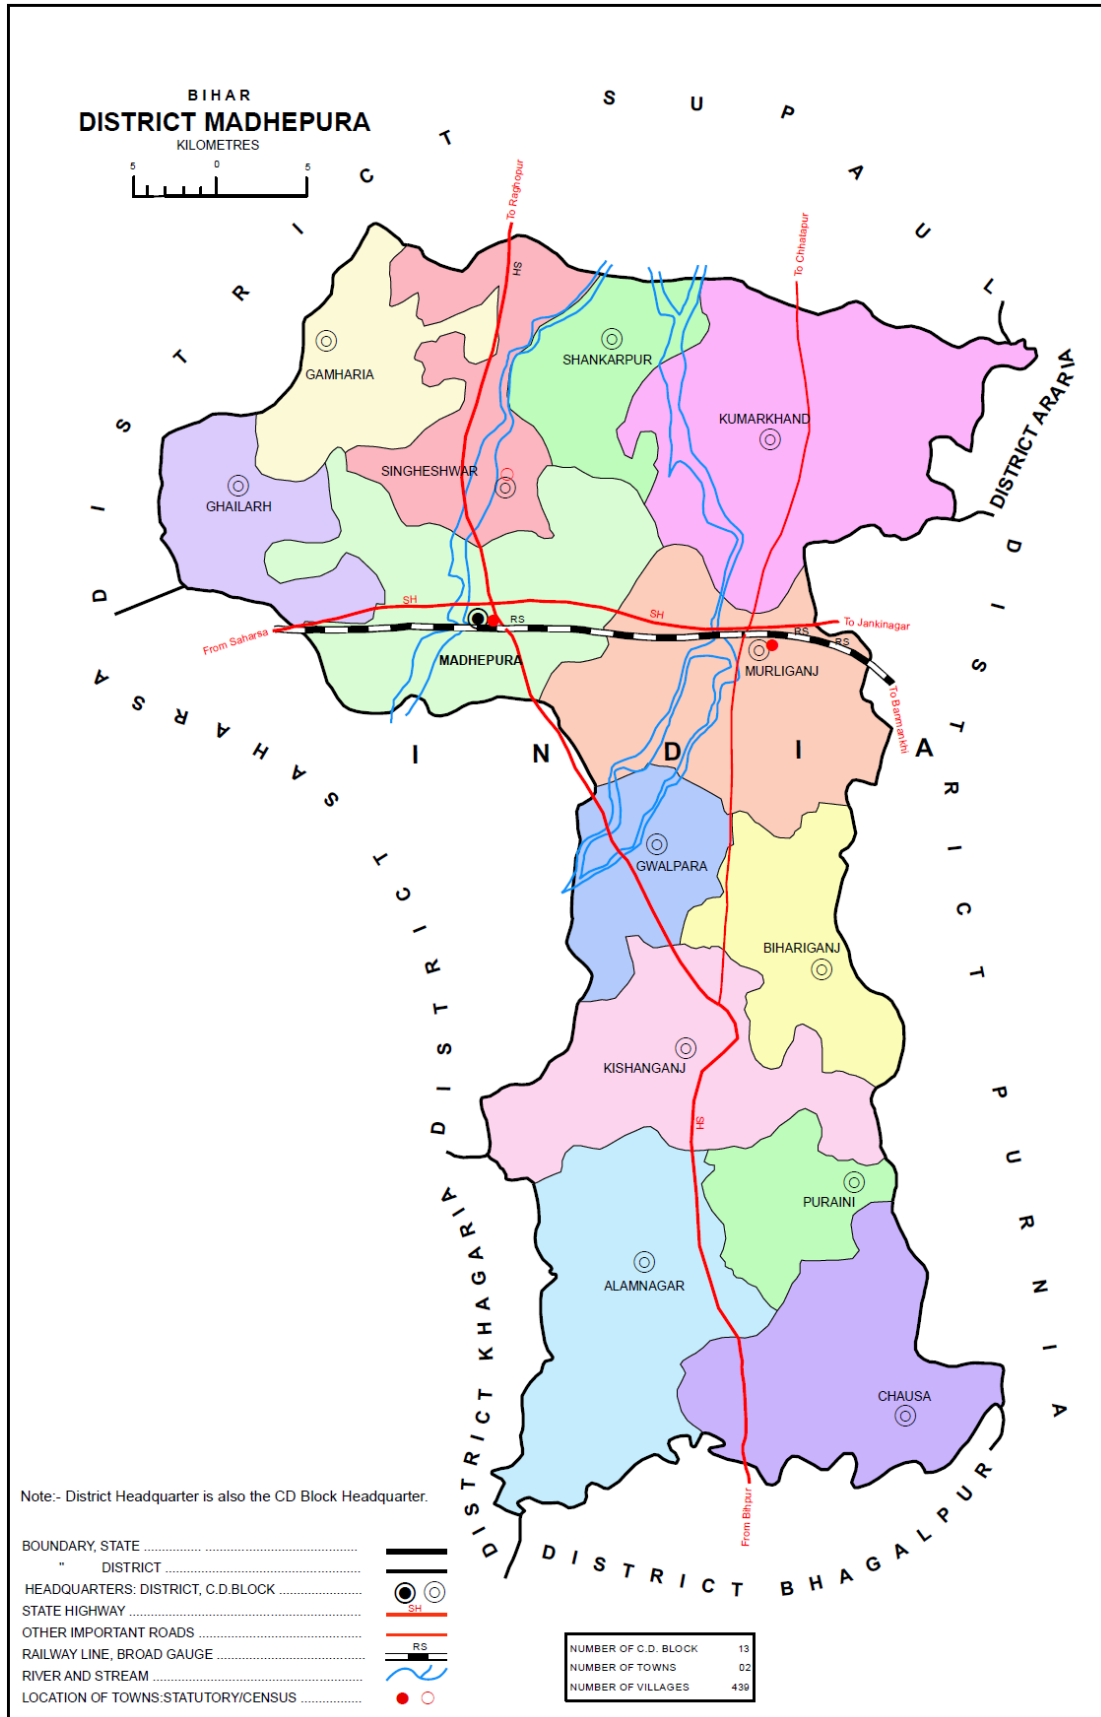 BIHAR
DISTRICT MADHEPURA
KILOMETRES
5 0 5
DISTRICT SUPAUL
To Raghopur
SH
To Chhatapur
GAMHARIA
SHANKARPUR
KUMARKHAND
DISTRICT ARARIA
SINGHESHWAR
GHAILARH
SH
SH
RS
To Jankinagar
From Saharsa
RS
RS
MADHEPURA
MURLIGANJ
To Banmankhi
INDIA
DISTRICT SAHARSA
DISTRICT PURNIA
GWALPARA
BIHARIGANJ
KISHANGANJ
SH
PURAINI
ALAMNAGAR
DISTRICT KHAGARIA
CHAUSA
From Bihpur
DISTRICT BHAGALPUR
Note:- District Headquarter is also the CD Block Headquarter.
BOUNDARY, STATE ................ ...........................................
" DISTRICT .......................................................
HEADQUARTERS: DISTRICT, C.D.BLOCK .......................
STATE HIGHWAY ................................................................. SH
OTHER IMPORTANT ROADS ..............................................
RAILWAY LINE, BROAD GAUGE ......................................... RS
RIVER AND STREAM ..........................................................
LOCATION OF TOWNS:STATUTORY/CENSUS .................
NUMBER OF C.D. BLOCK 13
NUMBER OF TOWNS 02
NUMBER OF VILLAGES 439